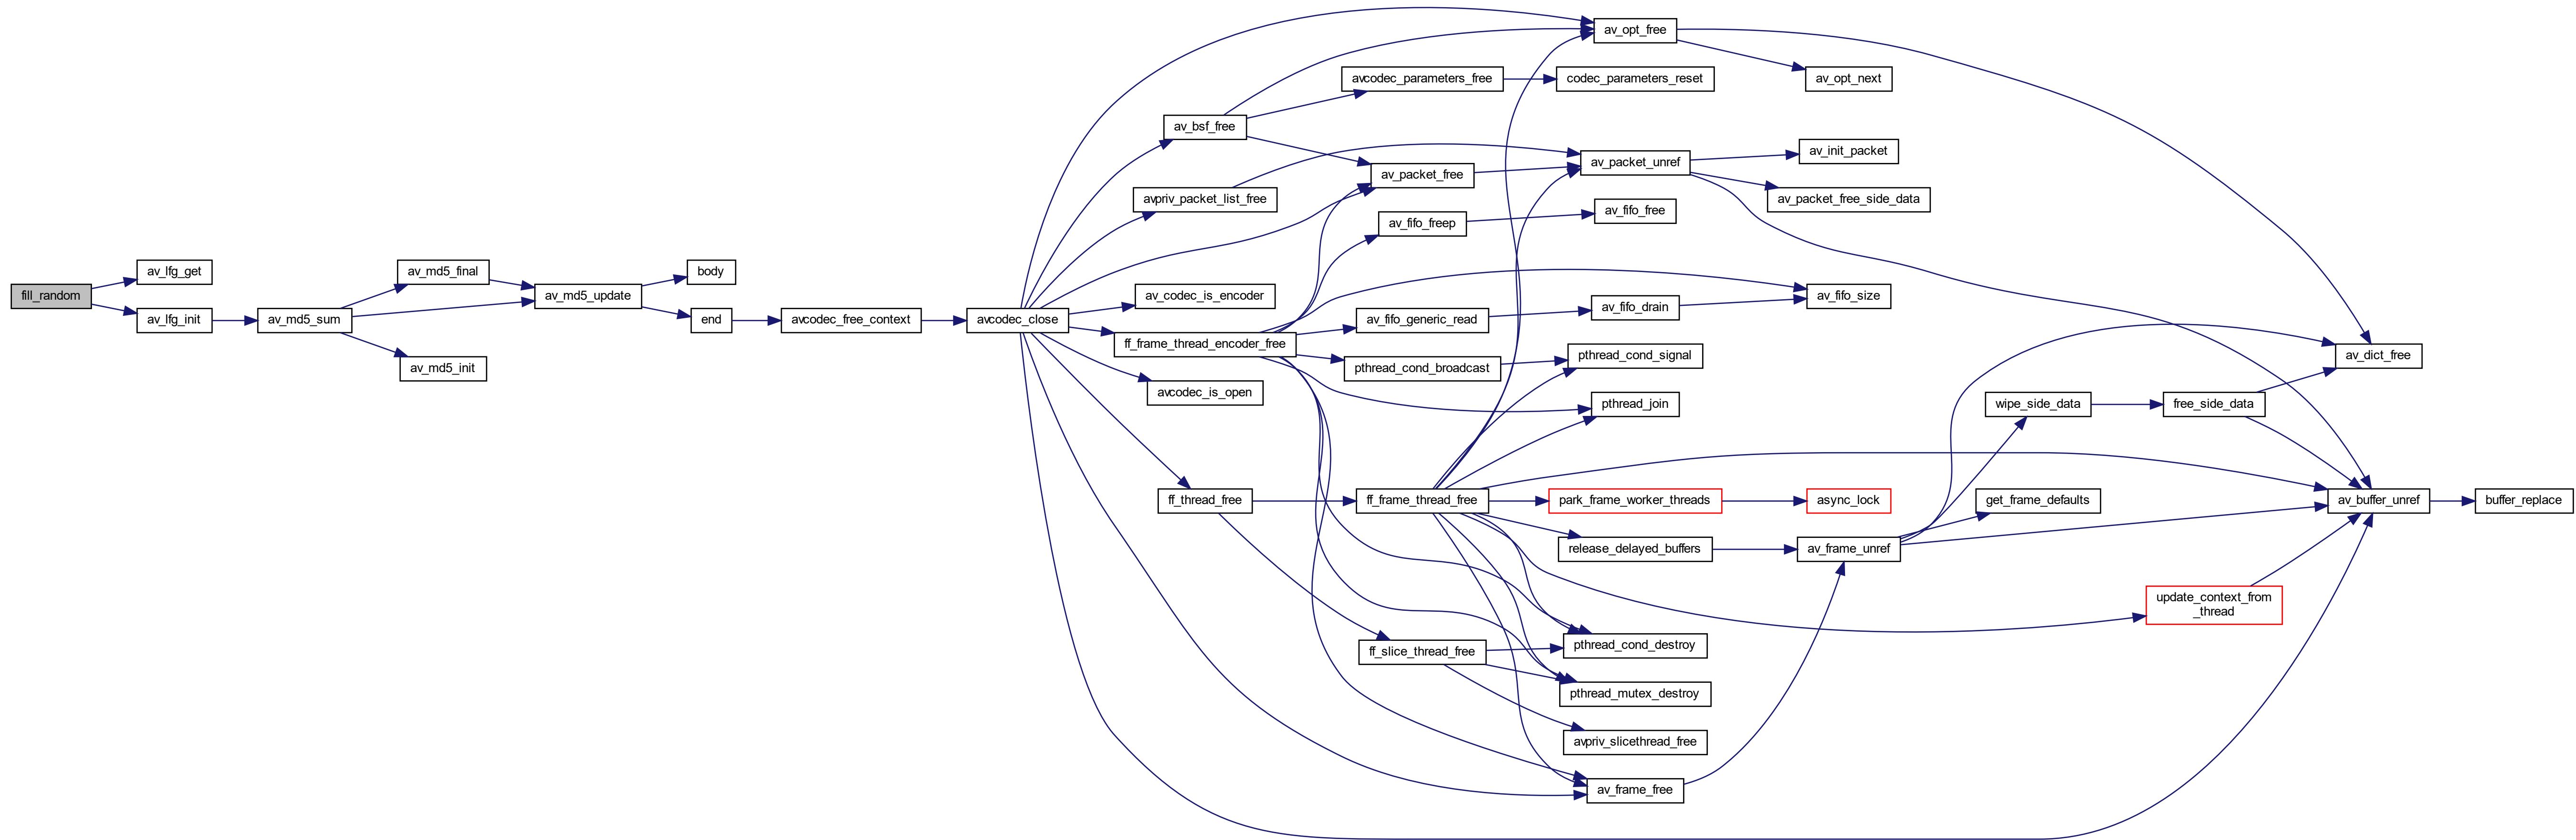 fill_random
av_lfg_get
av_lfg_init
av_md5_sum
av_md5_final
av_md5_init
av_md5_update
body
end
avcodec_free_context
avcodec_close
av_bsf_free
avpriv_packet_list_free
av_codec_is_encoder
ff_frame_thread_encoder_free
avcodec_is_open
ff_thread_free
avcodec_parameters_free
av_packet_free
av_fifo_freep
av_fifo_generic_read
pthread_cond_broadcast
ff_frame_thread_free
ff_slice_thread_free
av_opt_free
codec_parameters_reset
av_packet_unref
av_fifo_free
av_fifo_drain
pthread_cond_signal
pthread_join
park_frame_worker_threads
release_delayed_buffers
pthread_cond_destroy
pthread_mutex_destroy
avpriv_slicethread_free
av_frame_free
av_opt_next
av_init_packet
av_packet_free_side_data
av_fifo_size
async_lock
av_frame_unref
wipe_side_data
get_frame_defaults
free_side_data
update_context_from
_thread
av_dict_free
av_buffer_unref
buffer_replace